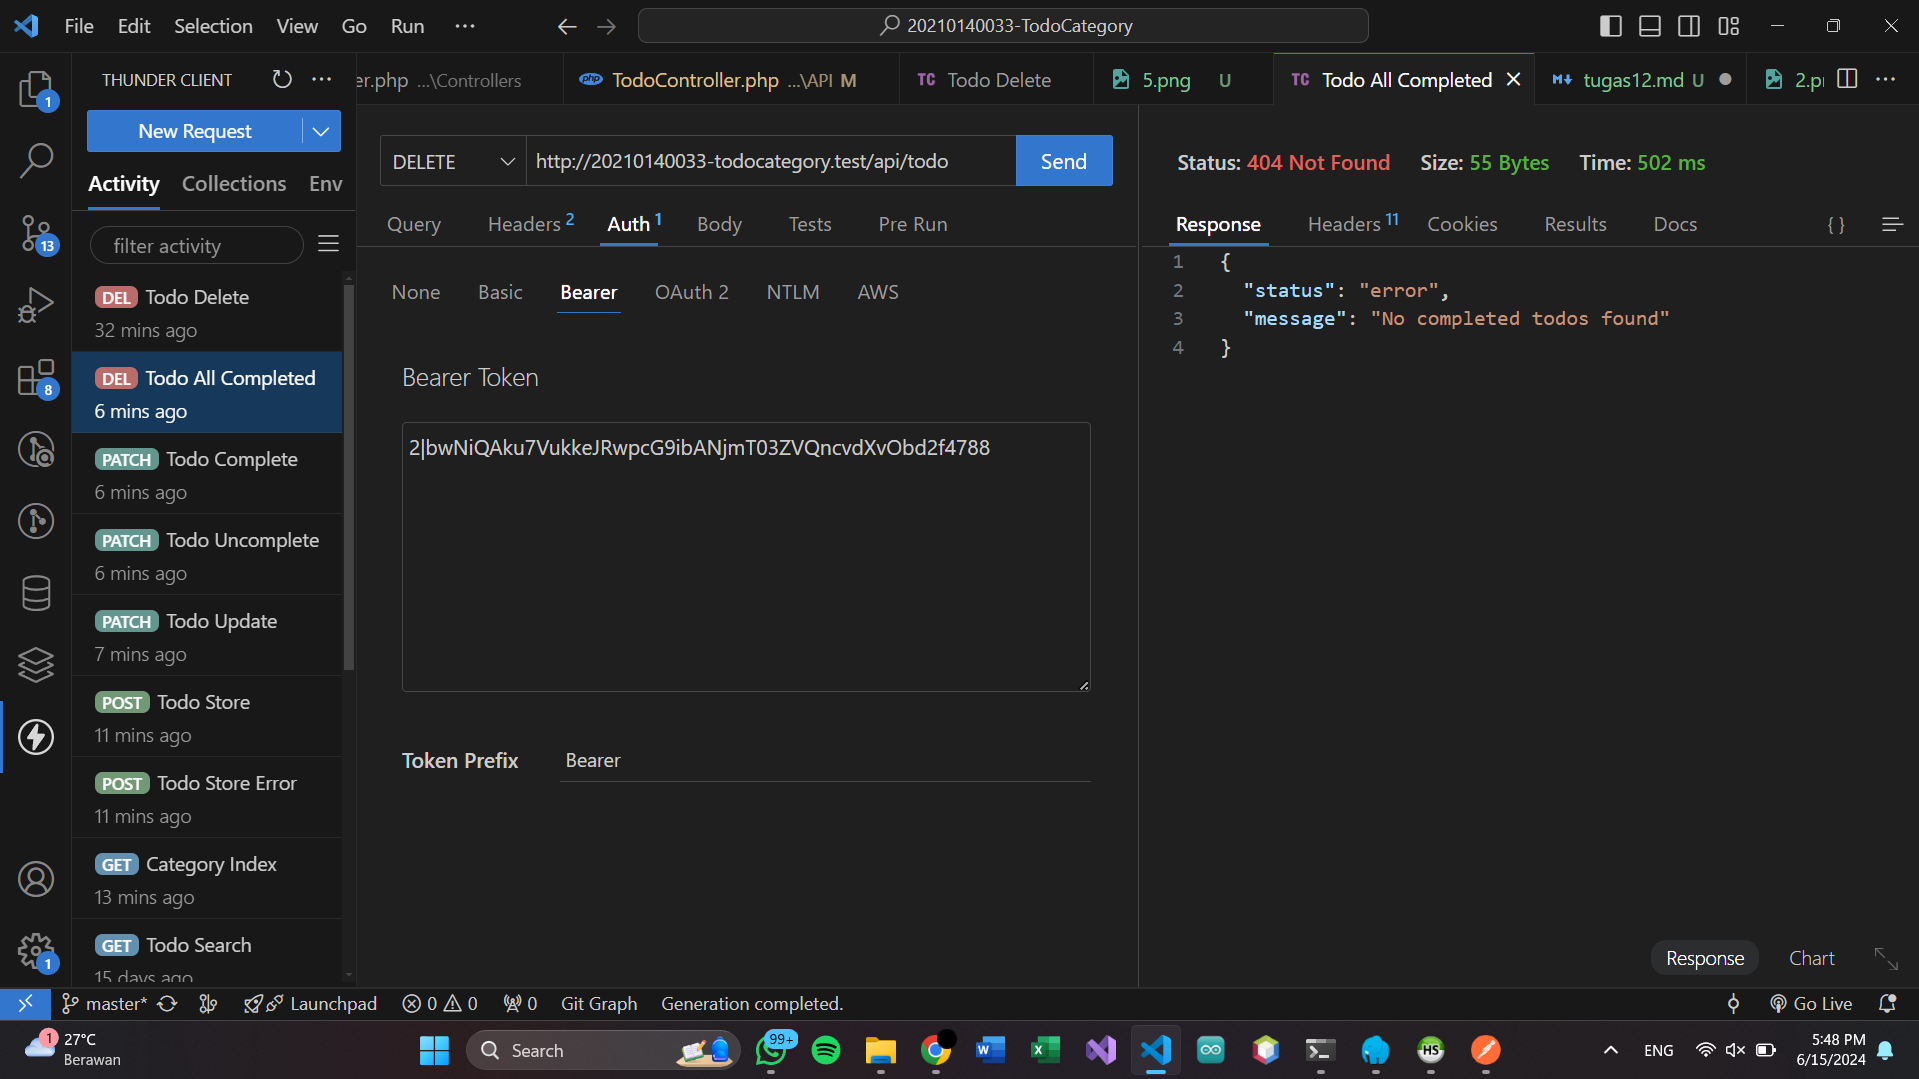 File Edit Selection View Go Run ···
20210140033-TodoCategory
THUNDER CLIENT
er.php ...\Controllers
php TodoController.php ...\API M
TC Todo Delete
5.png U
TC Todo All Completed
tugas12.md U
2.p
New Request
Activity Collections Env
filter activity
DEL Todo Delete
32 mins ago
DEL Todo All Completed
6 mins ago
PATCH Todo Complete
6 mins ago
PATCH Todo Uncomplete
6 mins ago
PATCH Todo Update
7 mins ago
POST Todo Store
11 mins ago
POST Todo Store Error
11 mins ago
GET Category Index
13 mins ago
GET Todo Search
15 days ago
1
13
8
1
DELETE http://20210140033-todocategory.test/api/todo Send
Query Headers 2 Auth 1 Body Tests Pre Run
None Basic Bearer OAuth 2 NTLM AWS
Bearer Token
2|bwNiQAku7VukkeJRwpcG9ibANjmT03ZVQncvdXvObd2f4788
Token Prefix Bearer
Status: 404 Not Found Size: 55 Bytes Time: 502 ms
Response Headers 11 Cookies Results Docs { }
1 {
2 "status": "error",
3 "message": "No completed todos found"
4 }
Response Chart
master* Launchpad 0 0 0 Git Graph Generation completed. Go Live
1 27°C
Berawan
Search
99+
HS
ENG
5:48 PM
6/15/2024